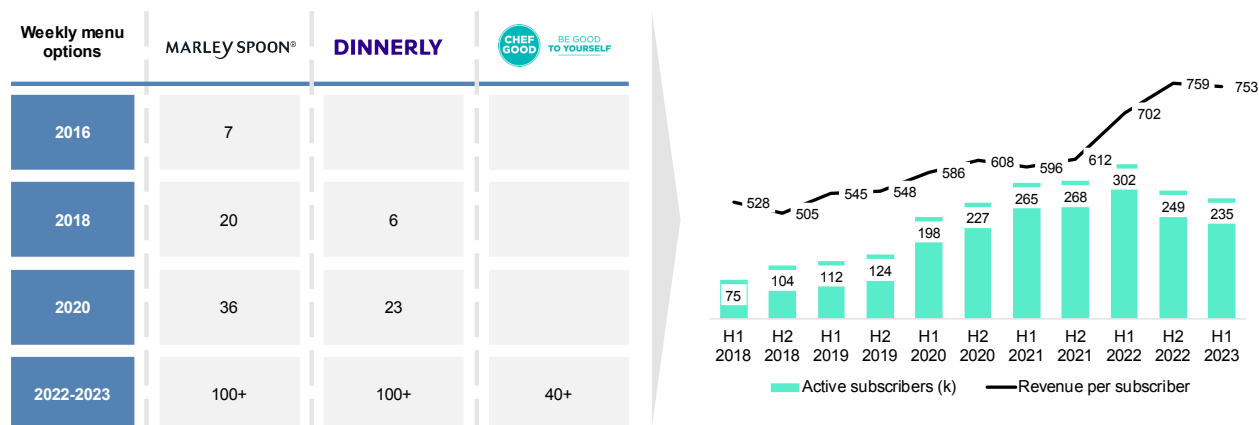 Weekly menu
options
MARLEY SPOON®
DINNERLY
CHEF
GOOD
BE GOOD
TO YOURSELF
2016
7
2018
20
6
2020
36
23
2022-2023
100+
100+
40+
528
505
545
548
586
608
596
612
702
759
753
75
104
112
124
198
227
265
268
302
249
235
H1
2018
H2
2018
H1
2019
H2
2019
H1
2020
H2
2020
H1
2021
H2
2021
H1
2022
H2
2022
H1
2023
Active subscribers (k)
Revenue per subscriber